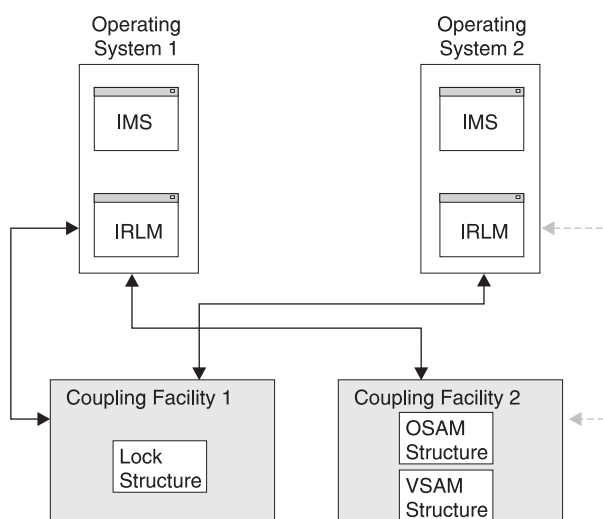 Operating
System 1
Operating
System 2
IMS
IMS
IRLM
IRLM
Coupling Facility 1
Coupling Facility 2
Lock
Structure
OSAM
Structure
VSAM
Structure